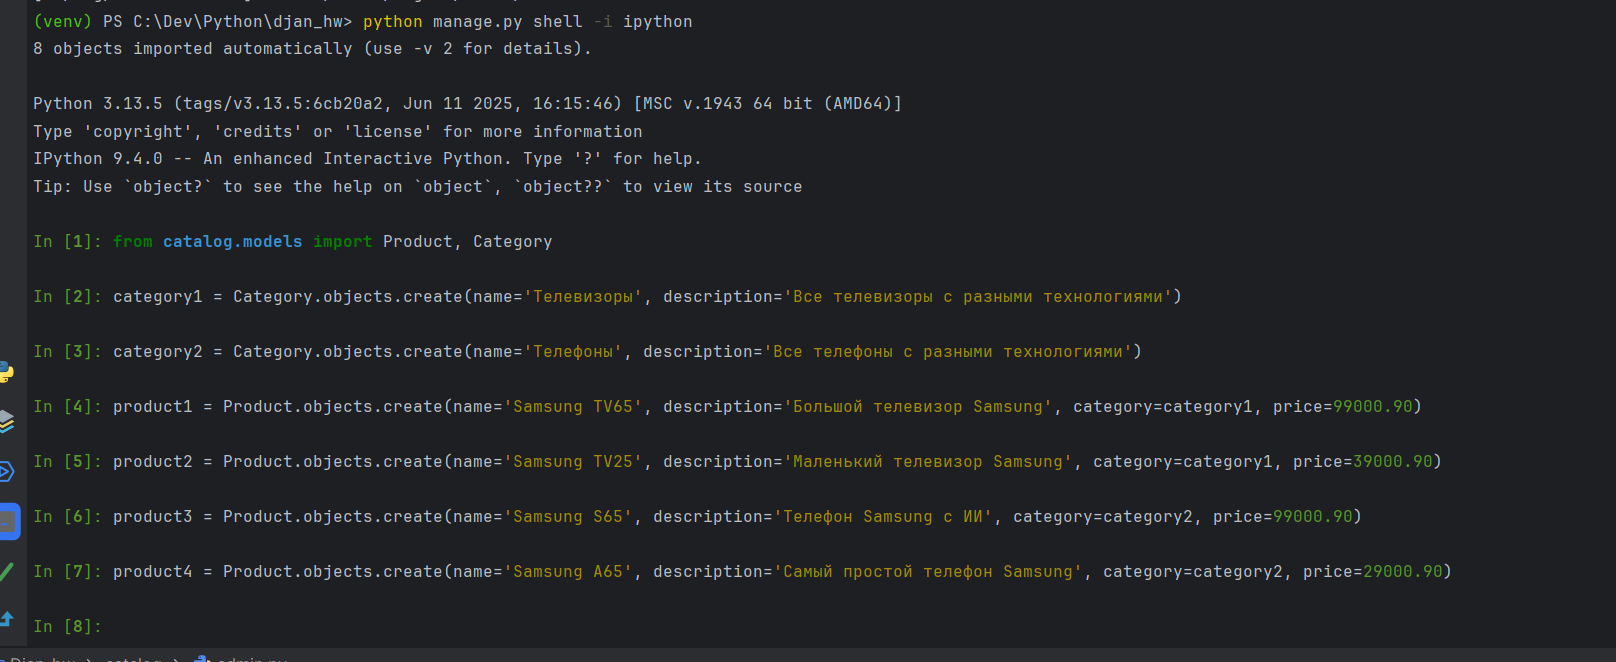 (venv) PS C:\Dev\Python\djan_hw> python manage.py shell -i ipython
8 objects imported automatically (use -v 2 for details).
Python 3.13.5 (tags/v3.13.5:6cb20a2, Jun 11 2025, 16:15:46) [MSC v.1943 64 bit (AMD64)]
Type 'copyright', 'credits' or 'license' for more information
IPython 9.4.0 -- An enhanced Interactive Python. Type '?' for help.
Tip: Use `object?` to see the help on `object`, `object??` to view its source
In [1]: from catalog.models import Product, Category
In [2]: category1 = Category.objects.create(name='Телевизоры', description='Все телевизоры с разными технологиями')
In [3]: category2 = Category.objects.create(name='Телефоны', description='Все телефоны с разными технологиями')
In [4]: product1 = Product.objects.create(name='Samsung TV65', description='Большой телевизор Samsung', category=category1, price=99000.90)
In [5]: product2 = Product.objects.create(name='Samsung TV25', description='Маленький телевизор Samsung', category=category1, price=39000.90)
In [6]: product3 = Product.objects.create(name='Samsung S65', description='Телефон Samsung с ИИ', category=category2, price=99000.90)
In [7]: product4 = Product.objects.create(name='Samsung A65', description='Самый простой телефон Samsung', category=category2, price=29000.90)
In [8]: